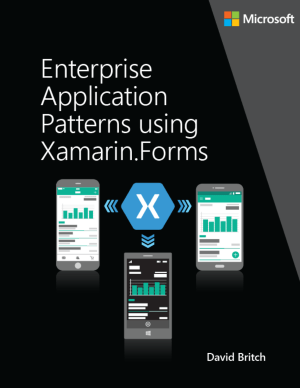 Microsoft
Enterprise
Application
Patterns using
Xamarin.Forms
X
David Britch